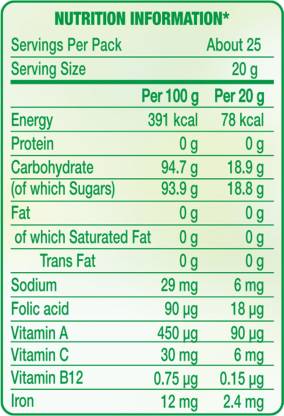 NUTRITION INFORMATION*
Servings Per Pack About 25
Serving Size 20 g
Per 100 g Per 20 g
Energy 391 kcal 78 kcal
Protein 0 g 0 g
Carbohydrate 94.7 g 18.9 g
(of which Sugars) 93.9 g 18.8 g
Fat 0 g 0 g
of which Saturated Fat 0 g 0 g
Trans Fat 0 g 0 g
Sodium 29 mg 6 mg
Folic acid 90 µg 18 µg
Vitamin A 450 µg 90 µg
Vitamin C 30 mg 6 mg
Vitamin B12 0.75 µg 0.15 µg
Iron 12 mg 2.4 mg